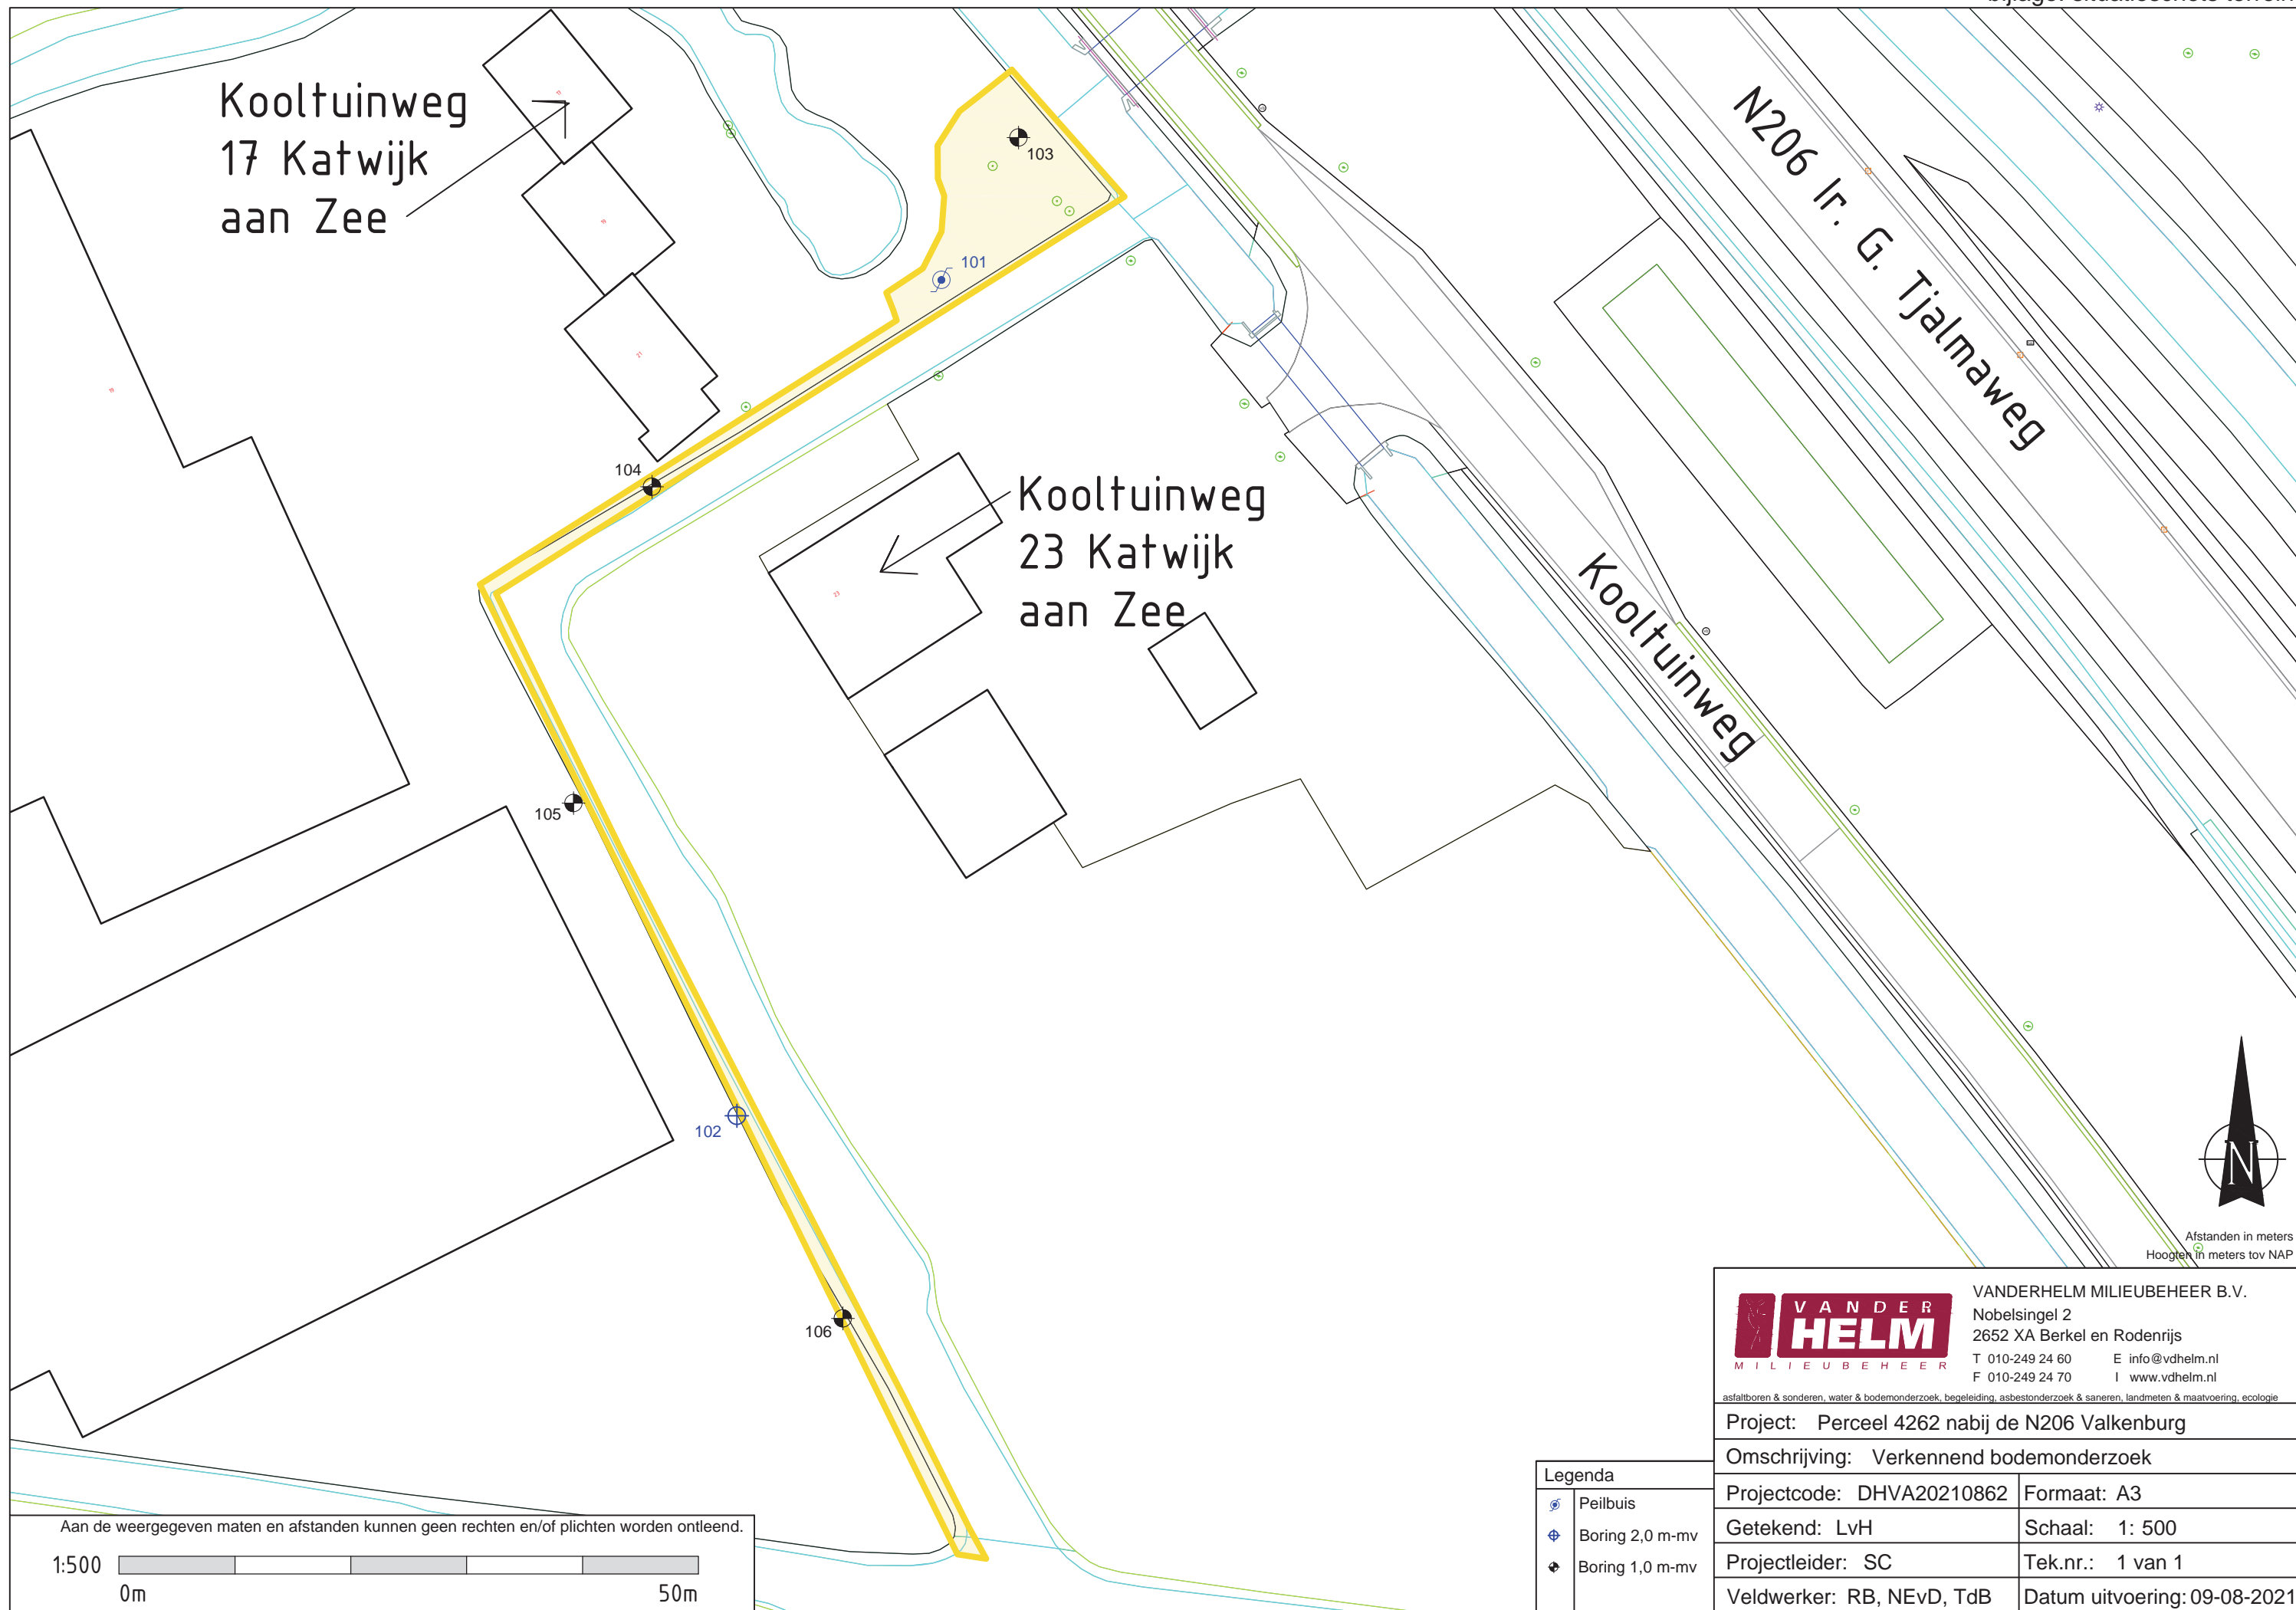 Kooltuinweg
17 Katwijk
aan Zee
103
101
104
N206 Ir. G. Tjalmaweg
Kooltuinweg
23 Katwijk
aan Zee
21
23
Kooltuinweg
105
102
106
N
Afstanden in meters
Hoogten in meters tov NAP
VANDER
HELM
MILIEUBEHEER
VANDERHELM MILIEUBEHEER B.V.
Nobelsingel 2
2652 XA Berkel en Rodenrijs
T 010-249 24 60 E info@vdhelm.nl
F 010-249 24 70 I www.vdhelm.nl
asfaltboren & sonderen, water & bodemonderzoek, begeleiding, asbestonderzoek & saneren, landmeten & maatvoering, ecologie
Project: Perceel 4262 nabij de N206 Valkenburg
Omschrijving: Verkennend bodemonderzoek
Projectcode: DHVA20210862 Formaat: A3
Getekend: LvH Schaal: 1: 500
Projectleider: SC Tek.nr.: 1 van 1
Veldwerker: RB, NEvD, TdB Datum uitvoering: 09-08-2021
Legenda
Peilbuis
Boring 2,0 m-mv
Boring 1,0 m-mv
Aan de weergegeven maten en afstanden kunnen geen rechten en/of plichten worden ontleend.
1:500
0m 50m